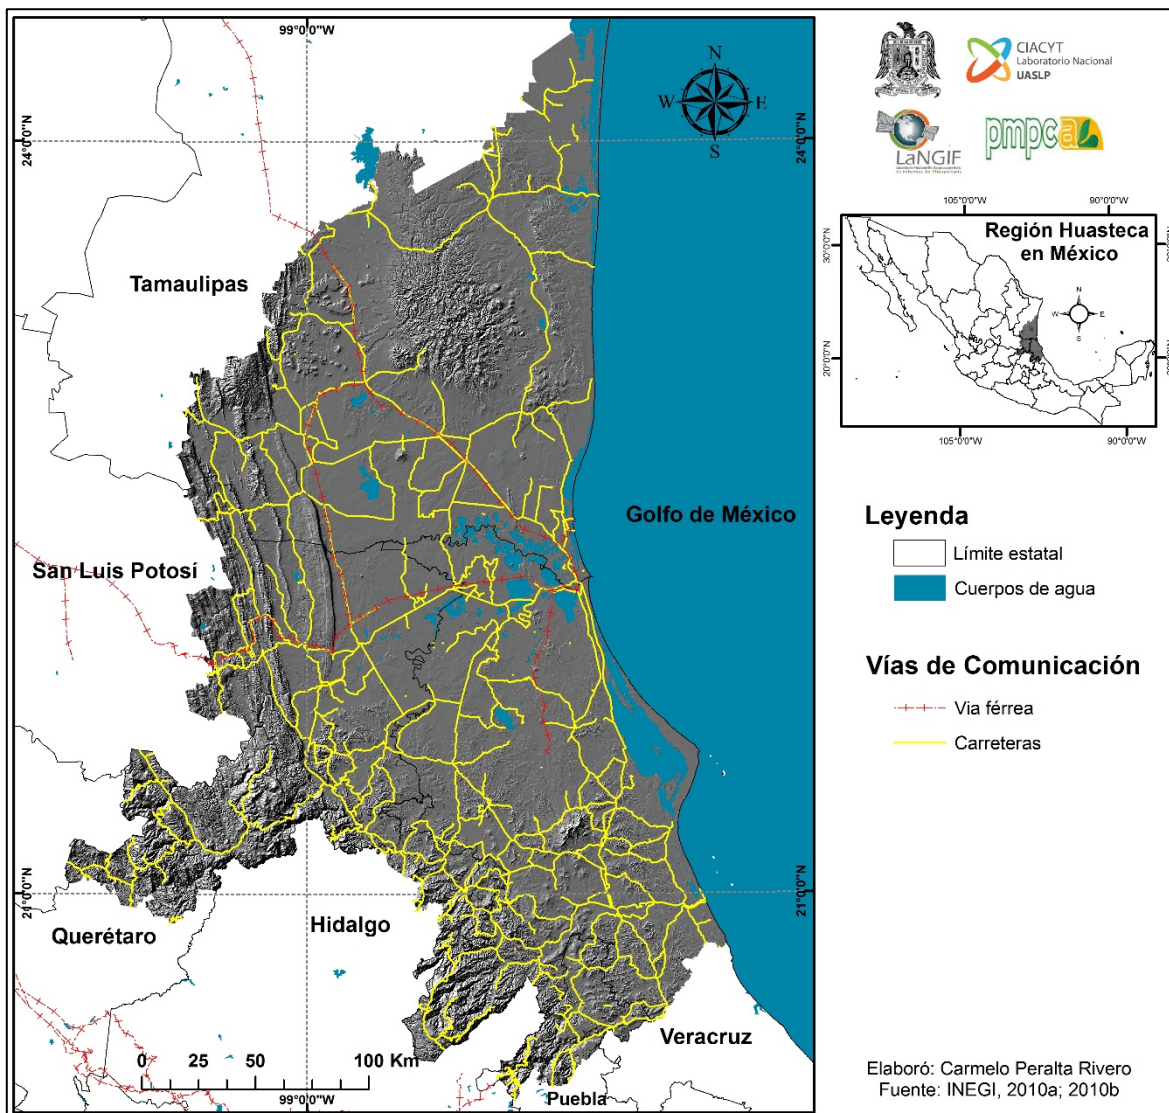 99°0'0"W
N
W
E
S
24°0'0"N
24°0'0"N
Tamaulipas
San Luis Potosí
Golfo de México
Querétaro
Hidalgo
Veracruz
Puebla
21°0'0"N
21°0'0"N
0 25 50 100 Km
99°0'0"W
CIACYT
Laboratorio Nacional
UASLP
LaNGIF
pmpca
105°0'0"W
90°0'0"W
Región Huasteca
en México
30°0'0"N
20°0'0"N
N
W
E
S
105°0'0"W
90°0'0"W
Leyenda
Límite estatal
Cuerpos de agua
Vías de Comunicación
Via férrea
Carreteras
Elaboró: Carmelo Peralta Rivero
Fuente: INEGI, 2010a; 2010b